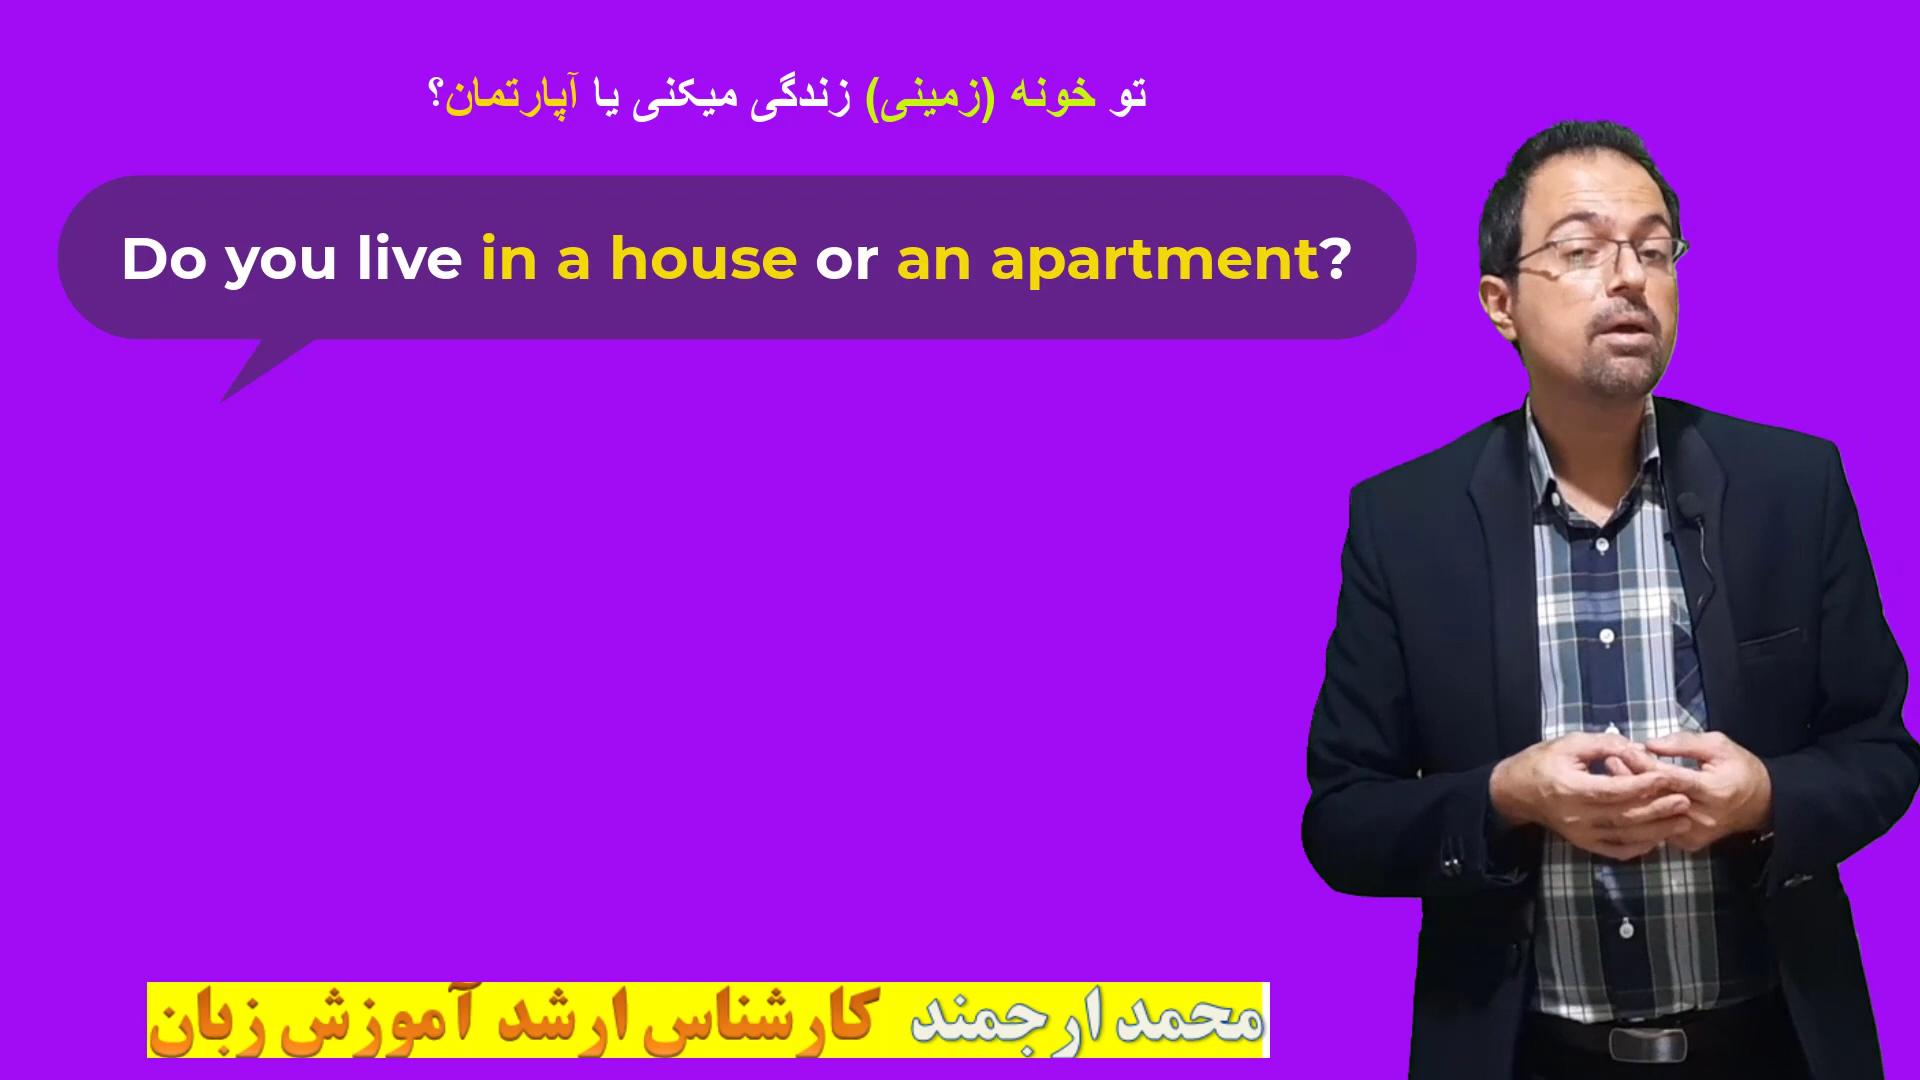 تو خونه (زمینی) زندگی میکنی یا آپارتمان؟
Do you live in a house or an apartment?
محمد ارجمند کارشناس ارشد آموزش زبان